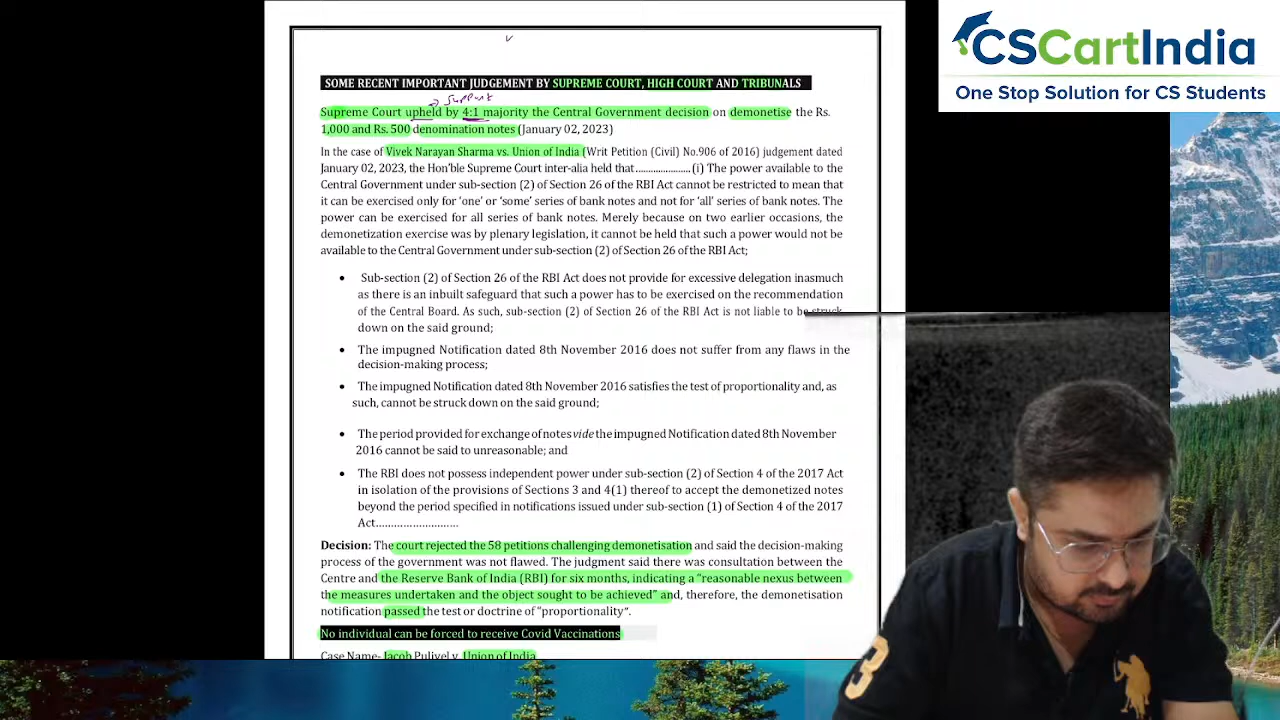 CSCartIndia
One Stop Solution for CS Students
SOME RECENT IMPORTANT JUDGEMENT BY SUPREME COURT, HIGH COURT AND TRIBUNALS
Support
Supreme Court upheld by 4:1 majority the Central Government decision on demonetise the Rs.
1,000 and Rs. 500 denomination notes (January 02, 2023)
In the case of Vivek Narayan Sharma vs. Union of India (Writ Petition (Civil) No.906 of 2016) judgement dated
January 02, 2023, the Hon'ble Supreme Court inter-alia held that......................(i) The power available to the
Central Government under sub-section (2) of Section 26 of the RBI Act cannot be restricted to mean that
it can be exercised only for 'one' or 'some' series of bank notes and not for 'all' series of bank notes. The
power can be exercised for all series of bank notes. Merely because on two earlier occasions, the
demonetization exercise was by plenary legislation, it cannot be held that such a power would not be
available to the Central Government under sub-section (2) of Section 26 of the RBI Act;
• Sub-section (2) of Section 26 of the RBI Act does not provide for excessive delegation inasmuch
as there is an inbuilt safeguard that such a power has to be exercised on the recommendation
of the Central Board. As such, sub-section (2) of Section 26 of the RBI Act is not liable to be struck
down on the said ground;
• The impugned Notification dated 8th November 2016 does not suffer from any flaws in the
decision-making process;
• The impugned Notification dated 8th November 2016 satisfies the test of proportionality and, as
such, cannot be struck down on the said ground;
• The period provided for exchange of notes vide the impugned Notification dated 8th November
2016 cannot be said to unreasonable; and
• The RBI does not possess independent power under sub-section (2) of Section 4 of the 2017 Act
in isolation of the provisions of Sections 3 and 4(1) thereof to accept the demonetized notes
beyond the period specified in notifications issued under sub-section (1) of Section 4 of the 2017
Act...........................
Decision: The court rejected the 58 petitions challenging demonetisation and said the decision-making
process of the government was not flawed. The judgment said there was consultation between the
Centre and the Reserve Bank of India (RBI) for six months, indicating a "reasonable nexus between
the measures undertaken and the object sought to be achieved" and, therefore, the demonetisation
notification passed the test or doctrine of "proportionality".
No individual can be forced to receive Covid Vaccinations
Case Name- Jacob Puliyel v. Union of India
3